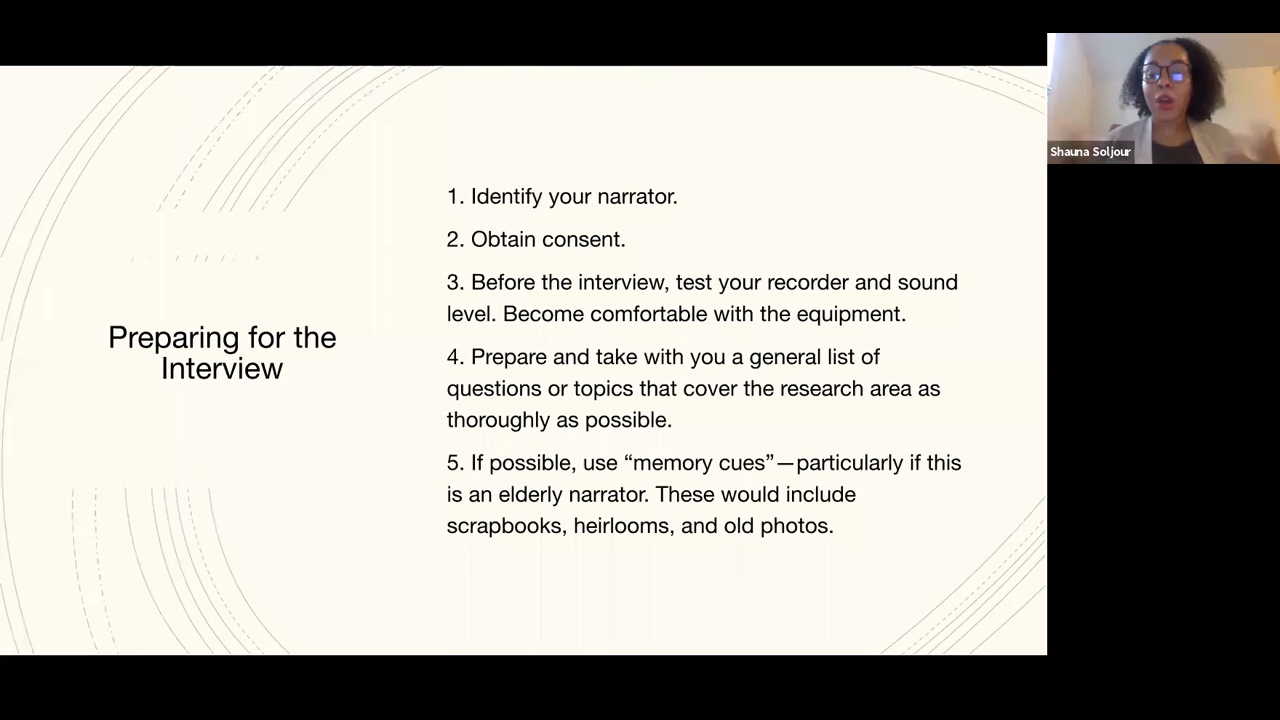 Preparing for the
Interview
1. Identify your narrator.
2. Obtain consent.
3. Before the interview, test your recorder and sound
level. Become comfortable with the equipment.
4. Prepare and take with you a general list of
questions or topics that cover the research area as
thoroughly as possible.
5. If possible, use “memory cues”—particularly if this
is an elderly narrator. These would include
scrapbooks, heirlooms, and old photos.
Shauna Soljour